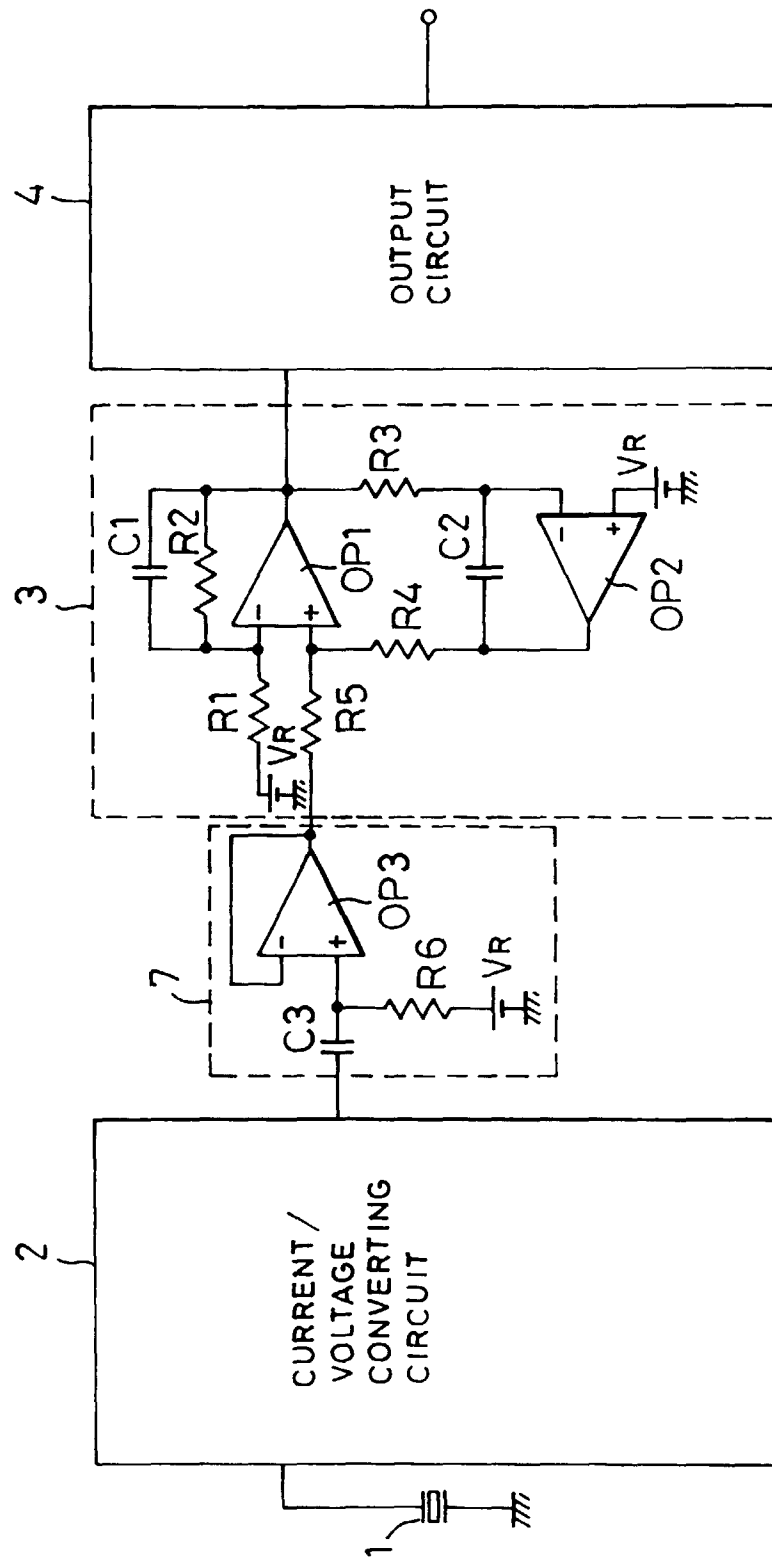 1
2
CURRENT/
VOLTAGE
CONVERTING
CIRCUIT
7
C3
R6
VR
OP3
3
R1
VR
R5
C1
R2
OP1
R4
R3
C2
OP2
VR
-
+
-
+
-
+
4
OUTPUT
CIRCUIT